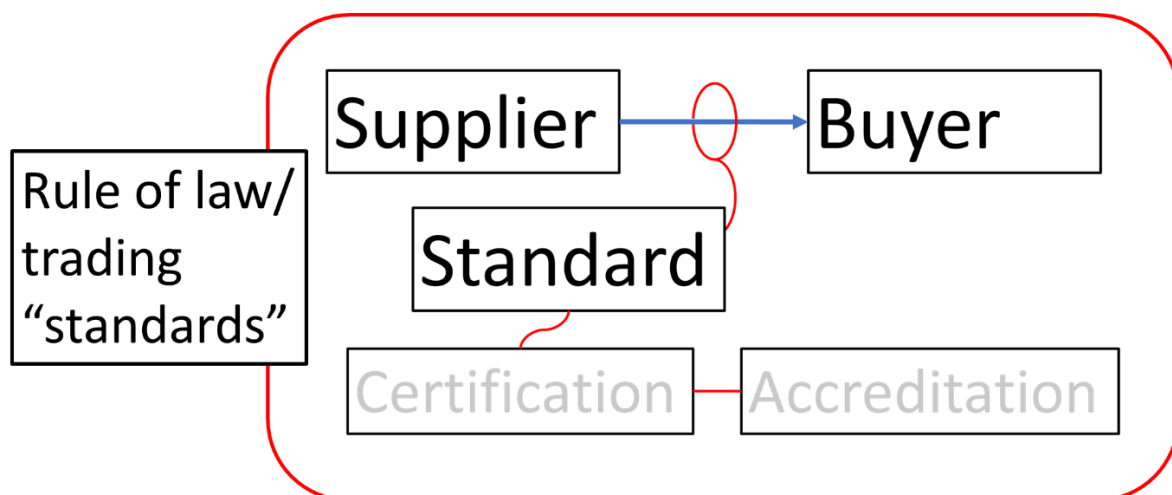 Supplier
Buyer
Rule of law/
trading
“standards”
Standard
Certification
Accreditation